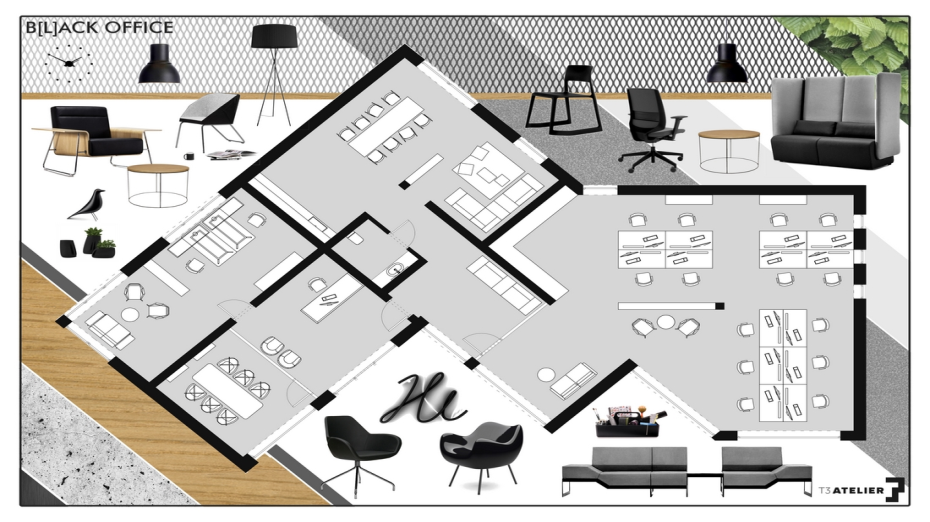 B[L]ACK OFFICE
Hi
T3 ATELIER